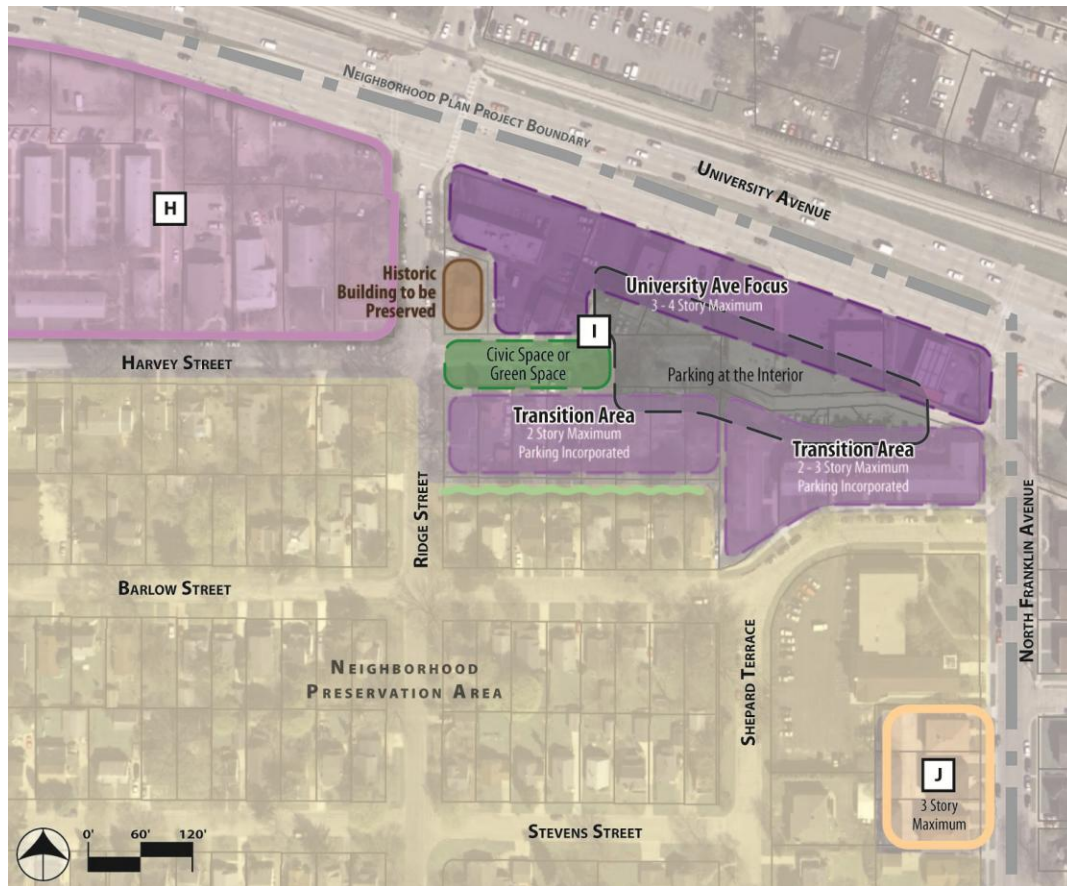 NEIGHBORHOOD PLAN PROJECT BOUNDARY
UNIVERSITY AVENUE
H
Historic
Building to be
Preserved
University Ave Focus
3 - 4 Story Maximum
I
HARVEY STREET
Civic Space or
Green Space
Parking at the Interior
Transition Area
2 Story Maximum
Parking Incorporated
Transition Area
2 - 3 Story Maximum
Parking Incorporated
RIDGE STREET
NORTH FRANKLIN AVENUE
BARLOW STREET
NEIGHBORHOOD
PRESERVATION AREA
SHEPARD TERRACE
J
3 Story
Maximum
STEVENS STREET
0' 60' 120'